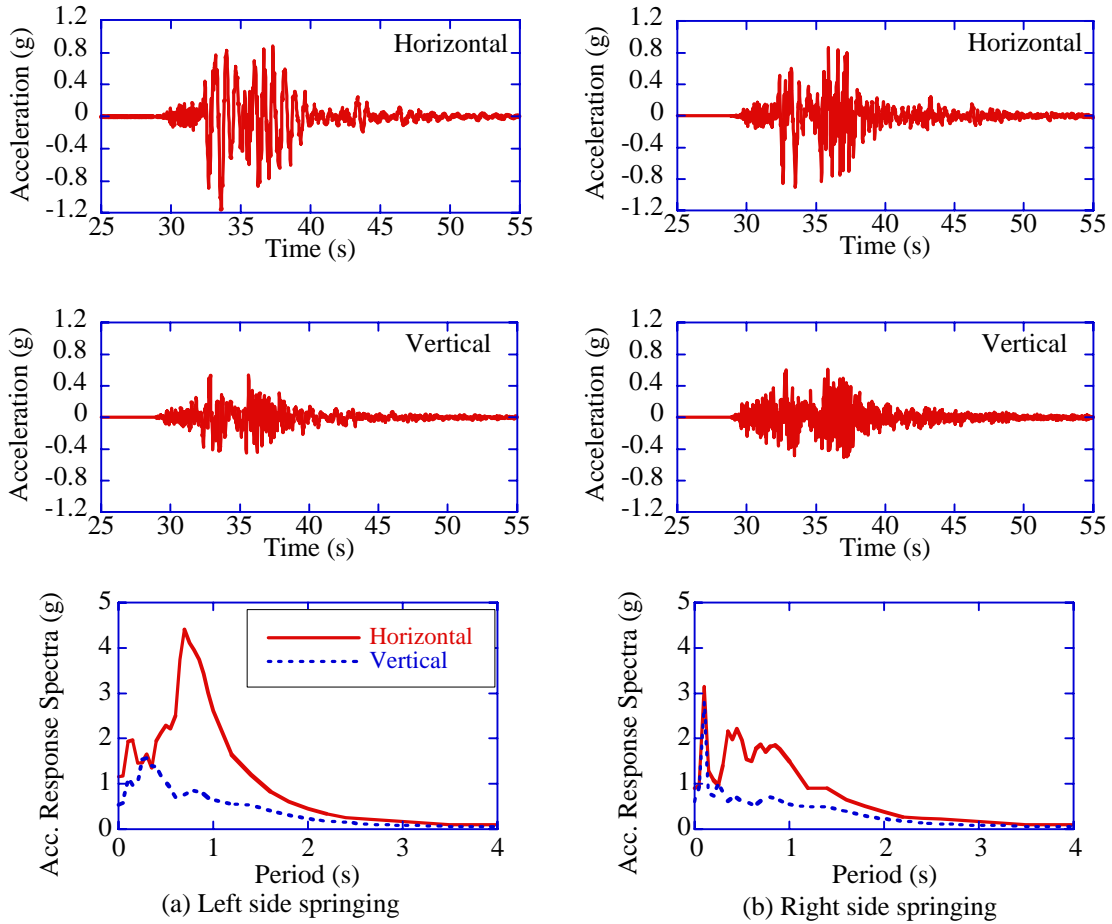 Acceleration (g)
1.2
0.8
0.4
0
-0.4
-0.8
-1.2
Horizontal
25 30 35 40 45 50 55
Time (s)
Acceleration (g)
1.2
0.8
0.4
0
-0.4
-0.8
-1.2
Horizontal
25 30 35 40 45 50 55
Time (s)
Acceleration (g)
1.2
0.8
0.4
0
-0.4
-0.8
-1.2
Vertical
25 30 35 40 45 50 55
Time (s)
Acceleration (g)
1.2
0.8
0.4
0
-0.4
-0.8
-1.2
Vertical
25 30 35 40 45 50 55
Time (s)
Acc. Response Spectra (g)
5
4
3
2
1
0
Horizontal
Vertical
0 1 2 3 4
Period (s)
(a) Left side springing
Acc. Response Spectra (g)
5
4
3
2
1
0
0 1 2 3 4
Period (s)
(b) Right side springing